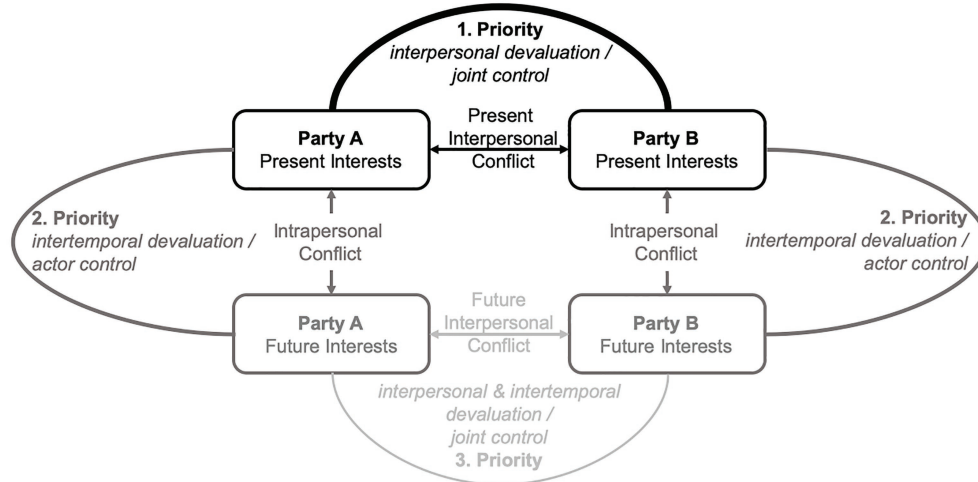 1. Priority
interpersonal devaluation /
joint control
Party A
Present Interests
Present
Interpersonal
Conflict
Party B
Present Interests
2. Priority
intertemporal devaluation /
actor control
Intrapersonal
Conflict
Intrapersonal
Conflict
2. Priority
intertemporal devaluation /
actor control
Party A
Future Interests
Future
Interpersonal
Conflict
Party B
Future Interests
interpersonal & intertemporal
devaluation /
joint control
3. Priority